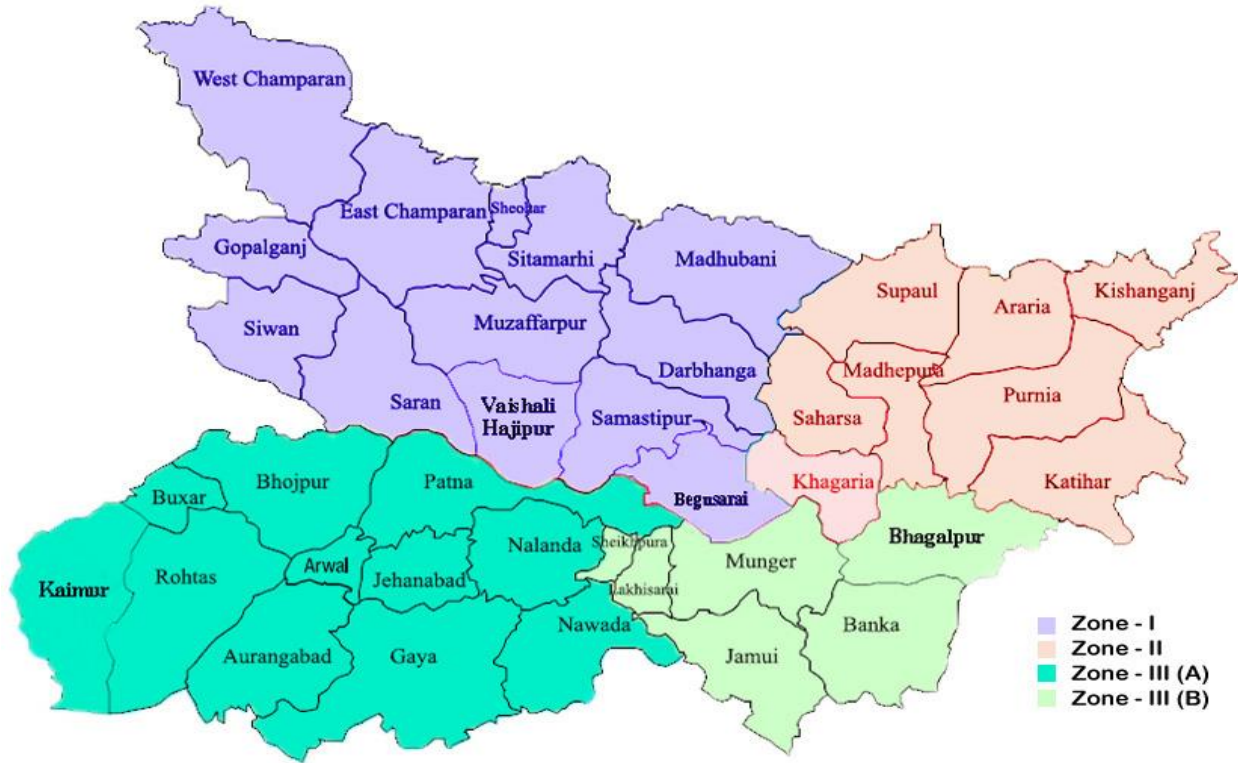 West Champaran
East Champaran
Sheohar
Sitamarhi
Gopalganj
Madhubani
Supaul
Araria
Kishanganj
Siwan
Muzaffarpur
Darbhanga
Madhepura
Purnia
Saran
Vaishali
Hajipur
Samastipur
Saharsa
Khagaria
Katihar
Begusarai
Bhojpur
Patna
Buxar
Nalanda
Sheikhpura
Munger
Bhagalpur
Kaimur
Rohtas
Arwal
Jehanabad
Lakhisarai
Nawada
Banka
Aurangabad
Gaya
Jamui
Zone - I
Zone - II
Zone - III (A)
Zone - III (B)